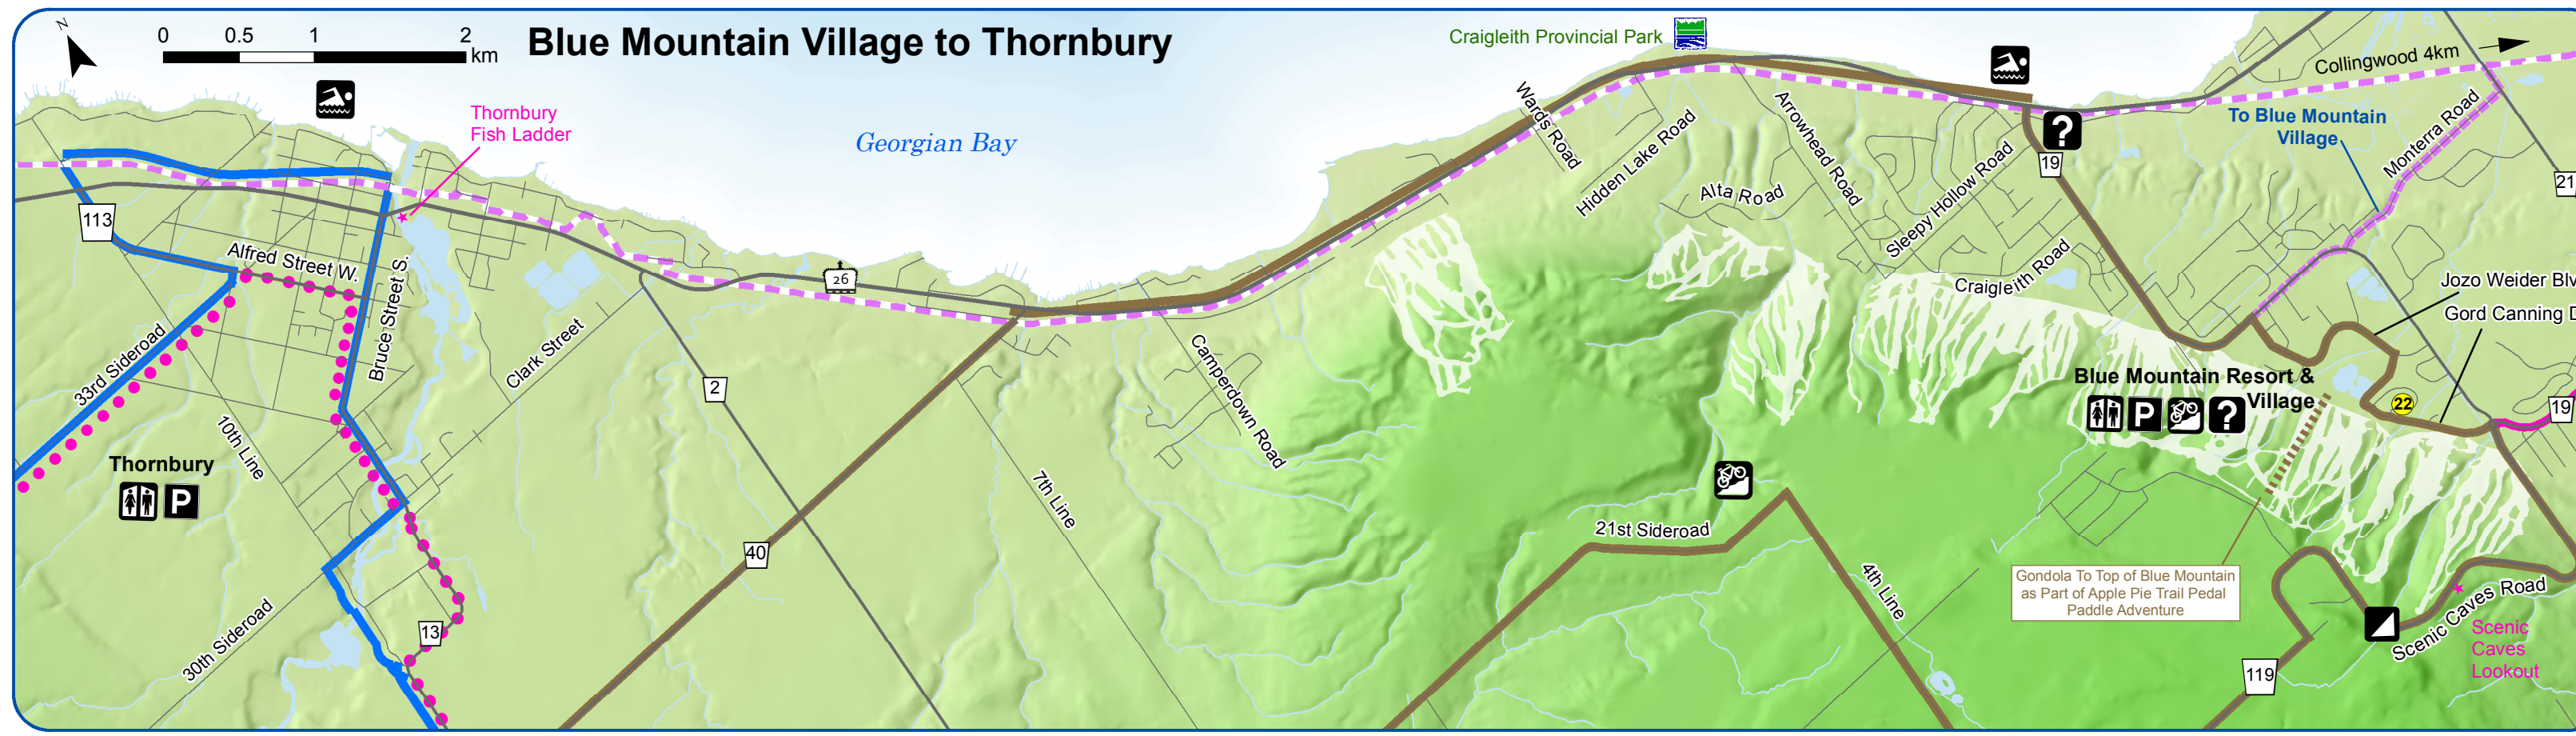 N
0 0.5 1 2
km
Blue Mountain Village to Thornbury
Craigleith Provincial Park
Collingwood 4km
Thornbury
Fish Ladder
Georgian Bay
Wards Road
Hidden Lake Road
Arrowhead Road
Alta Road
Sleepy Hollow Road
Craigleith Road
?
19
To Blue Mountain
Village
Monterra Road
21
113
Alfred Street W.
Bruce Street S.
33rd Sideroad
10th Line
Clark Street
26
2
40
Camperdown Road
7th Line
Jozo Weider Blv
Gord Canning D
Blue Mountain Resort &
Village
P
?
22
19
Thornbury
P
21st Sideroad
4th Line
Gondola To Top of Blue Mountain
as Part of Apple Pie Trail Pedal
Paddle Adventure
30th Sideroad
13
119
Scenic Caves Road
Scenic
Caves
Lookout